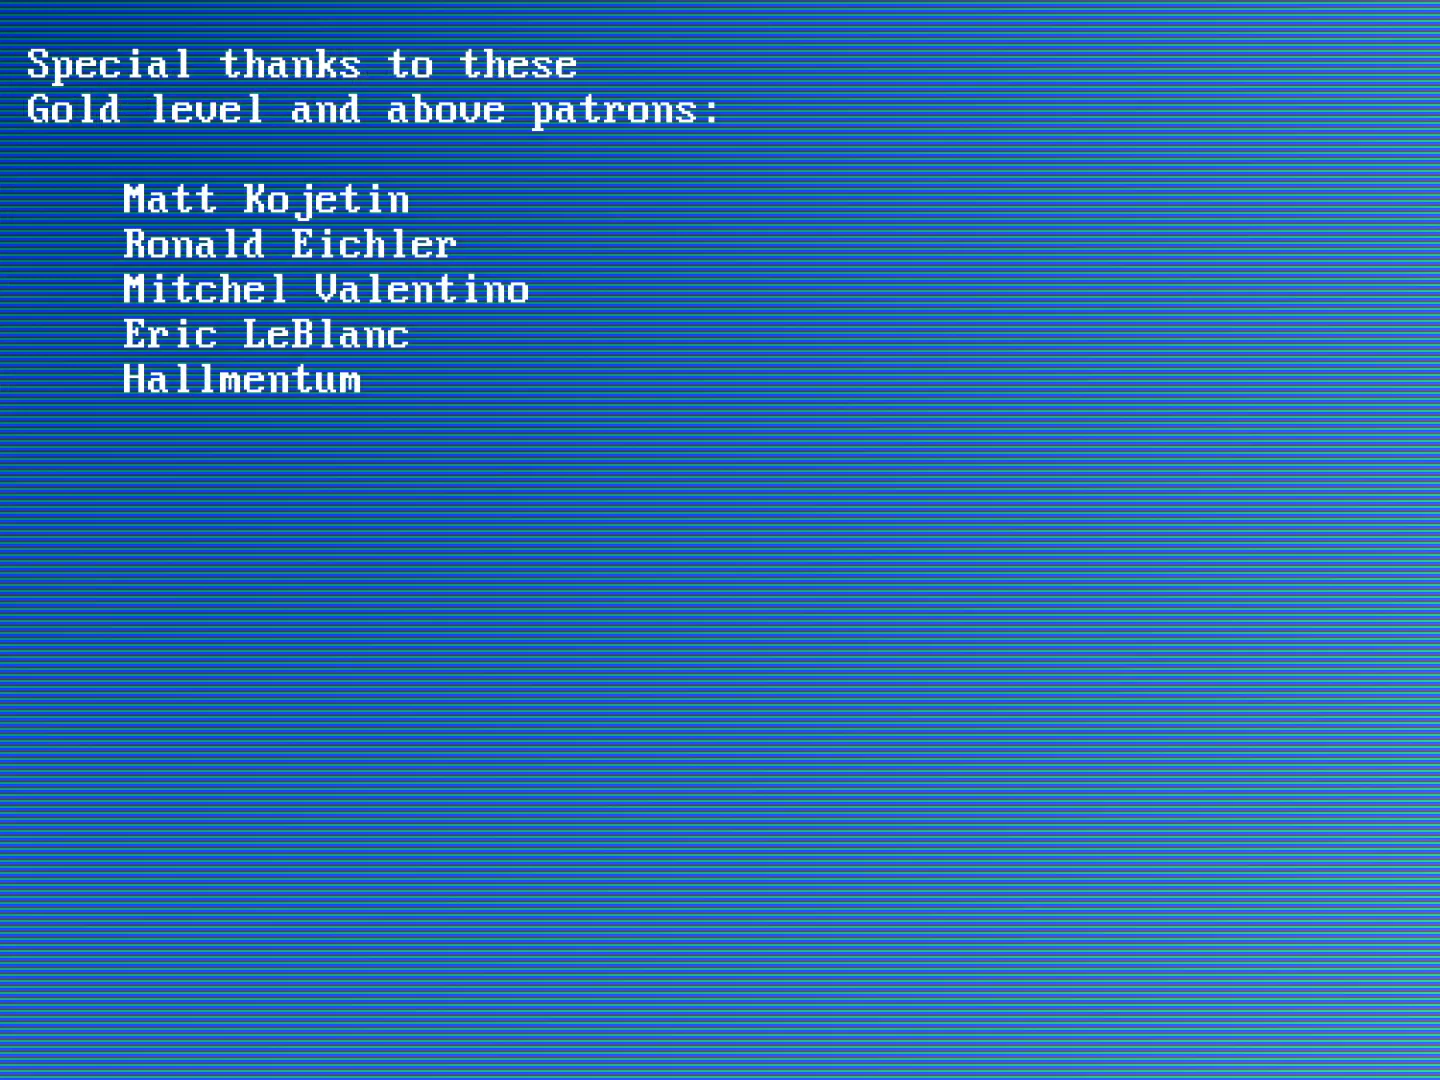 Special thanks to these
Gold level and above patrons:
Matt Kojetin
Ronald Eichler
Mitchel Valentino
Eric LeBlanc
Hallmentum